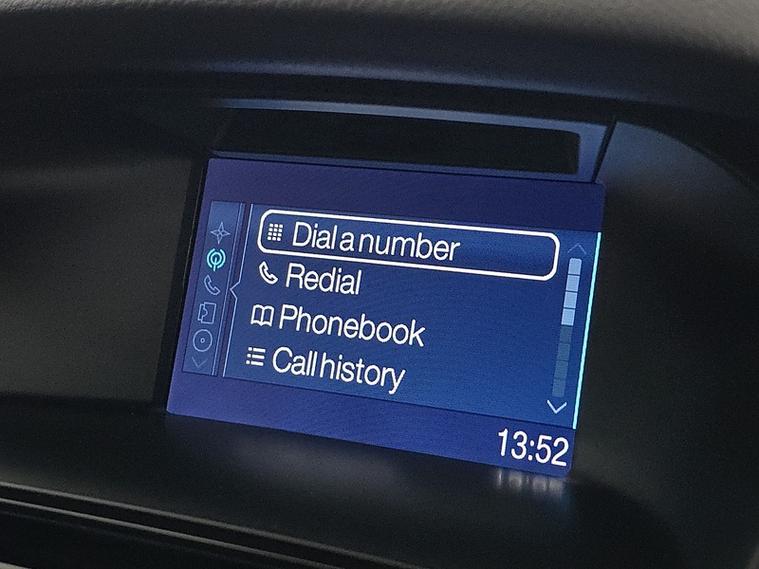 Dial a number
Redial
Phonebook
Call history
13:52